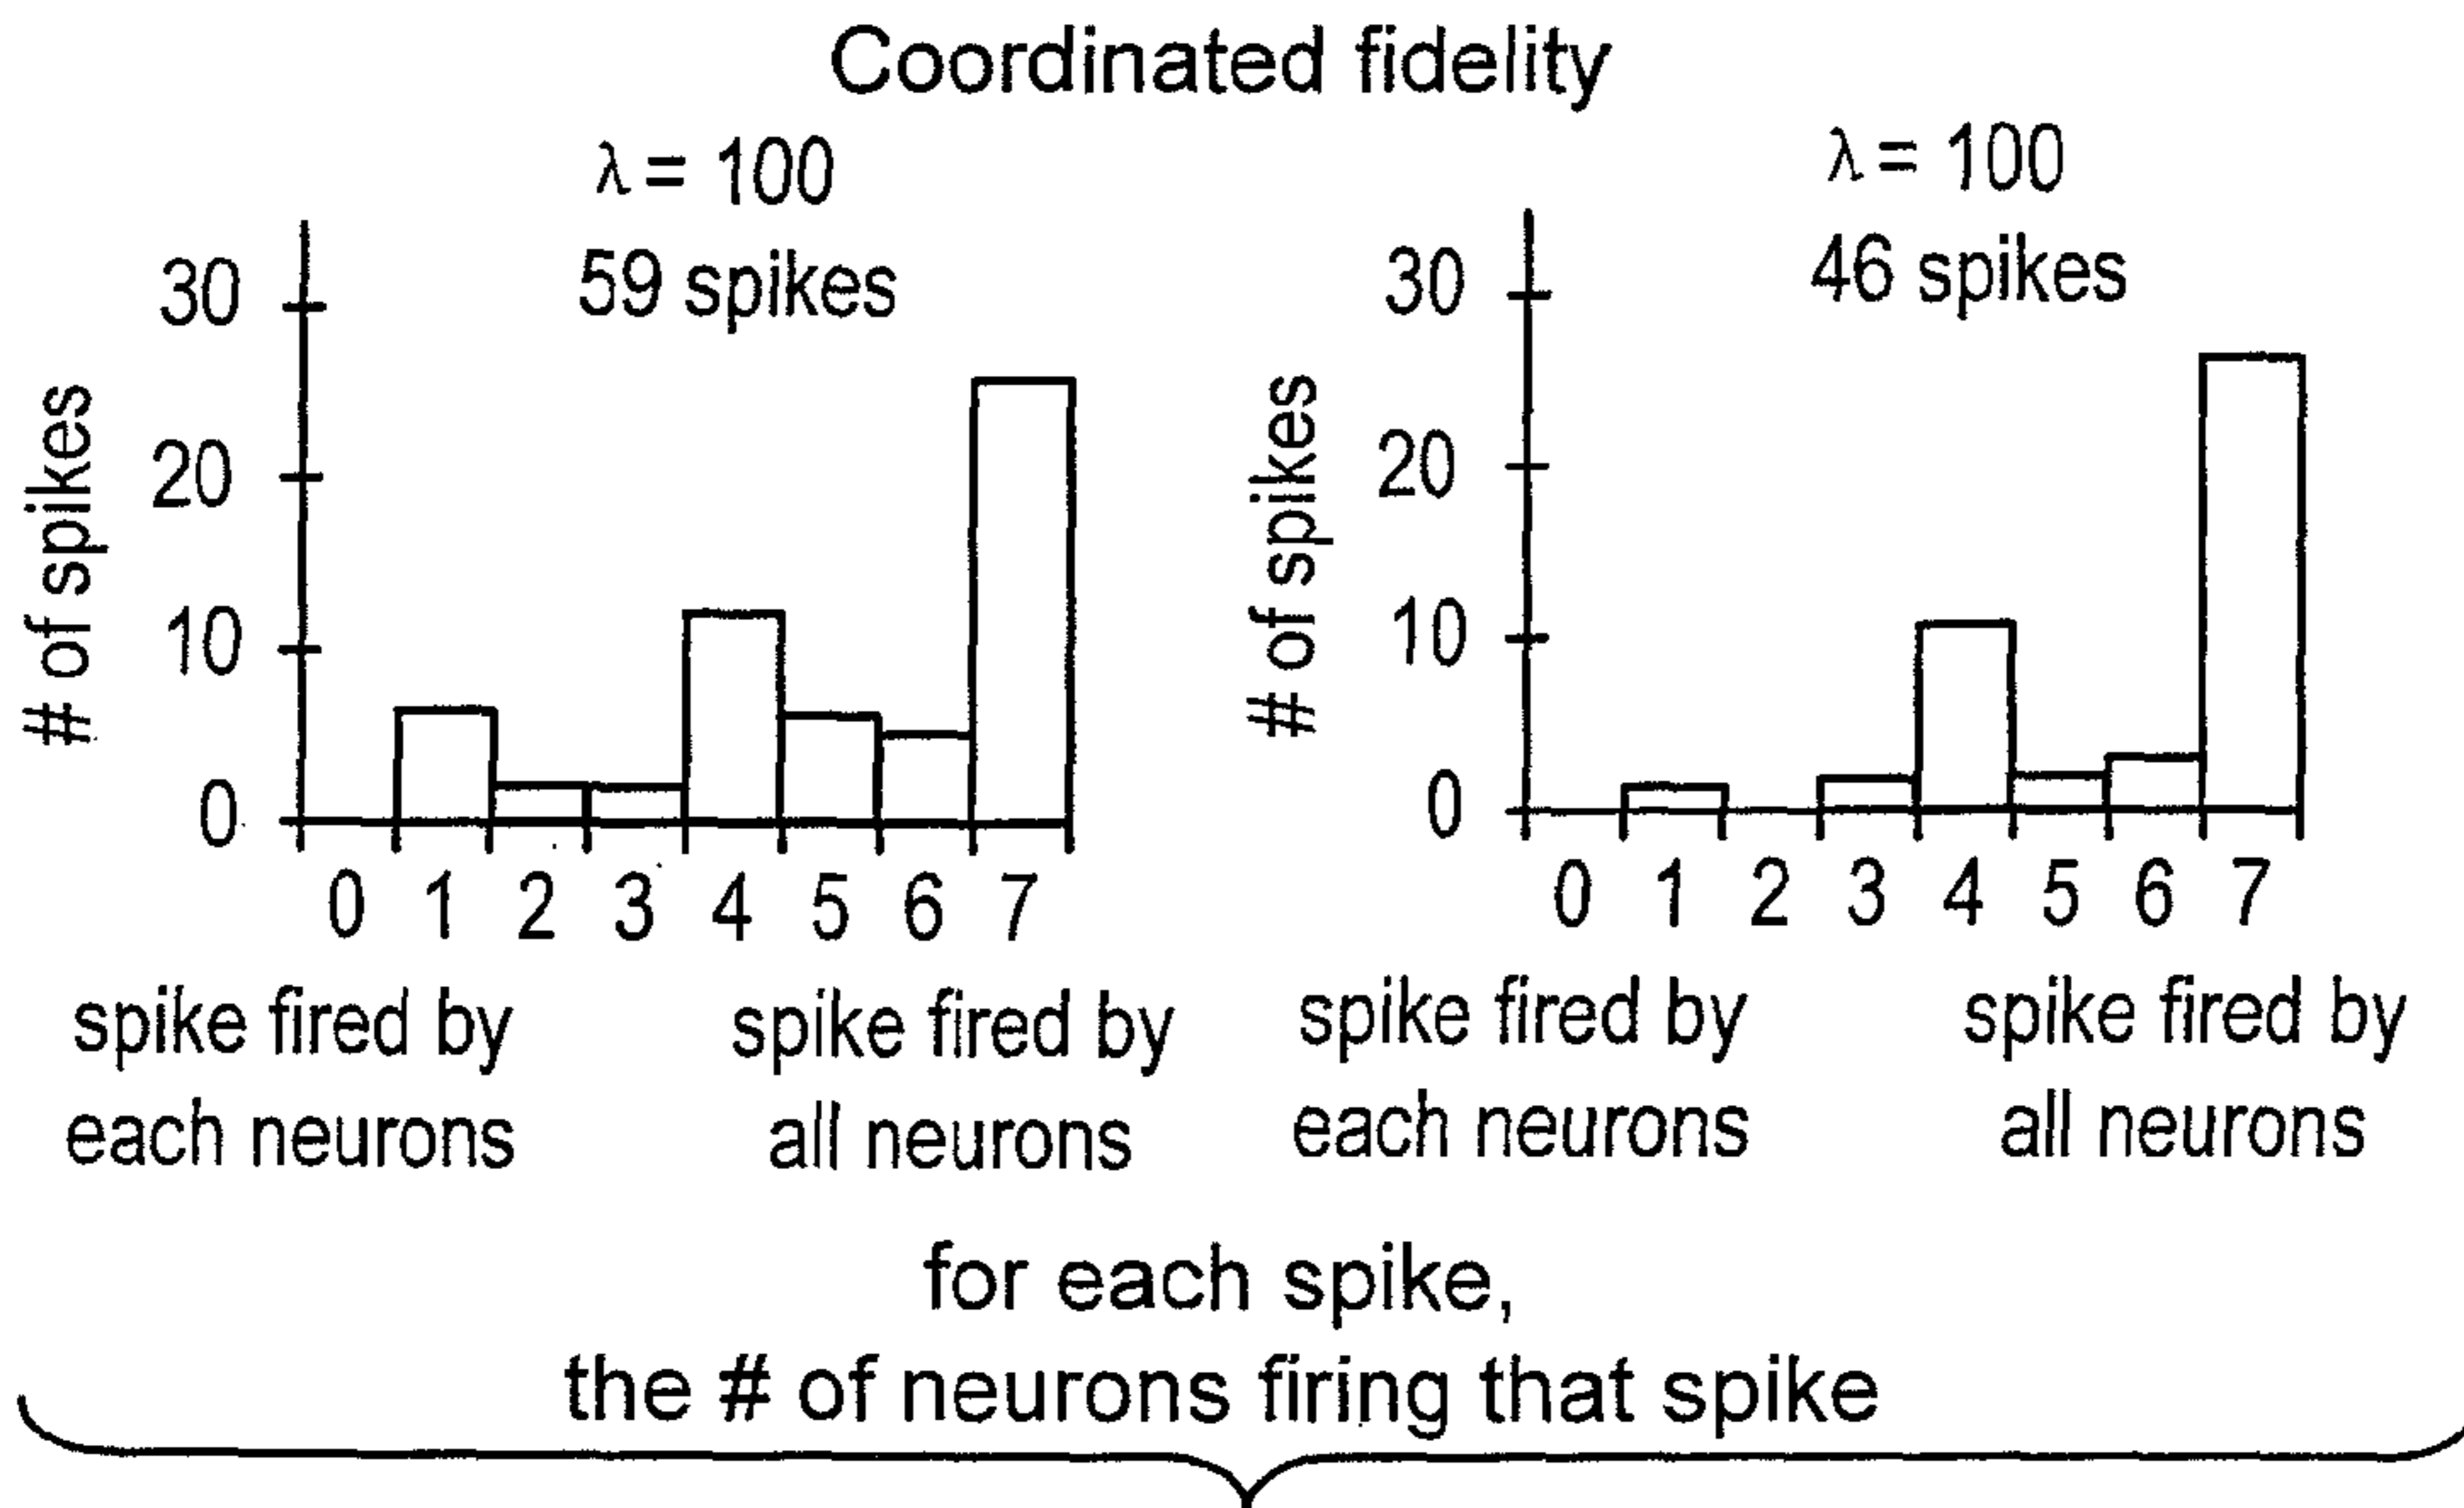 Coordinated fidelity
λ = 100
59 spikes
# of spikes
30
20
10
0
0 1 2 3 4 5 6 7
spike fired by
each neurons
spike fired by
all neurons
λ = 100
46 spikes
# of spikes
30
20
10
0
0 1 2 3 4 5 6 7
spike fired by
each neurons
spike fired by
all neurons
for each spike,
the # of neurons firing that spike